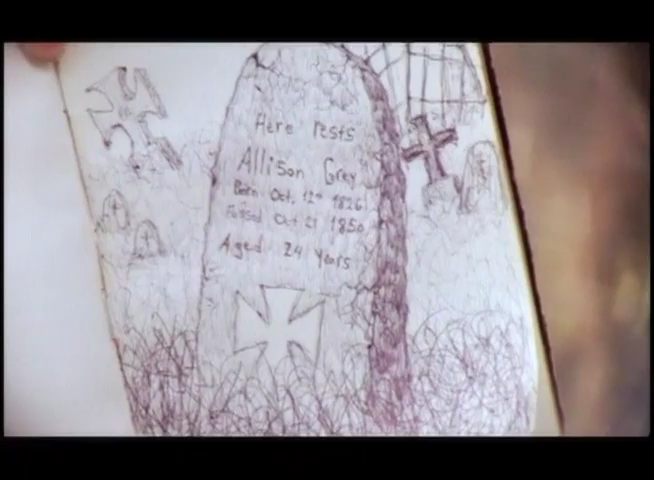 Here rests
Allison Grey
Born Oct. 12th 1826
Passed Oct 21 1850
Aged 24 Years